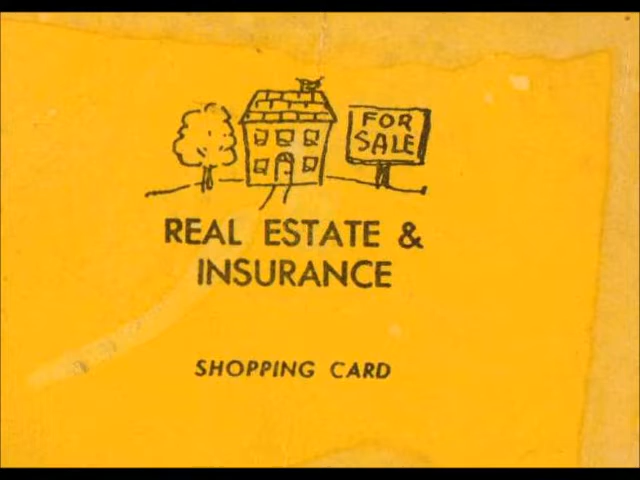 FOR
SALE
REAL ESTATE &
INSURANCE
SHOPPING CARD